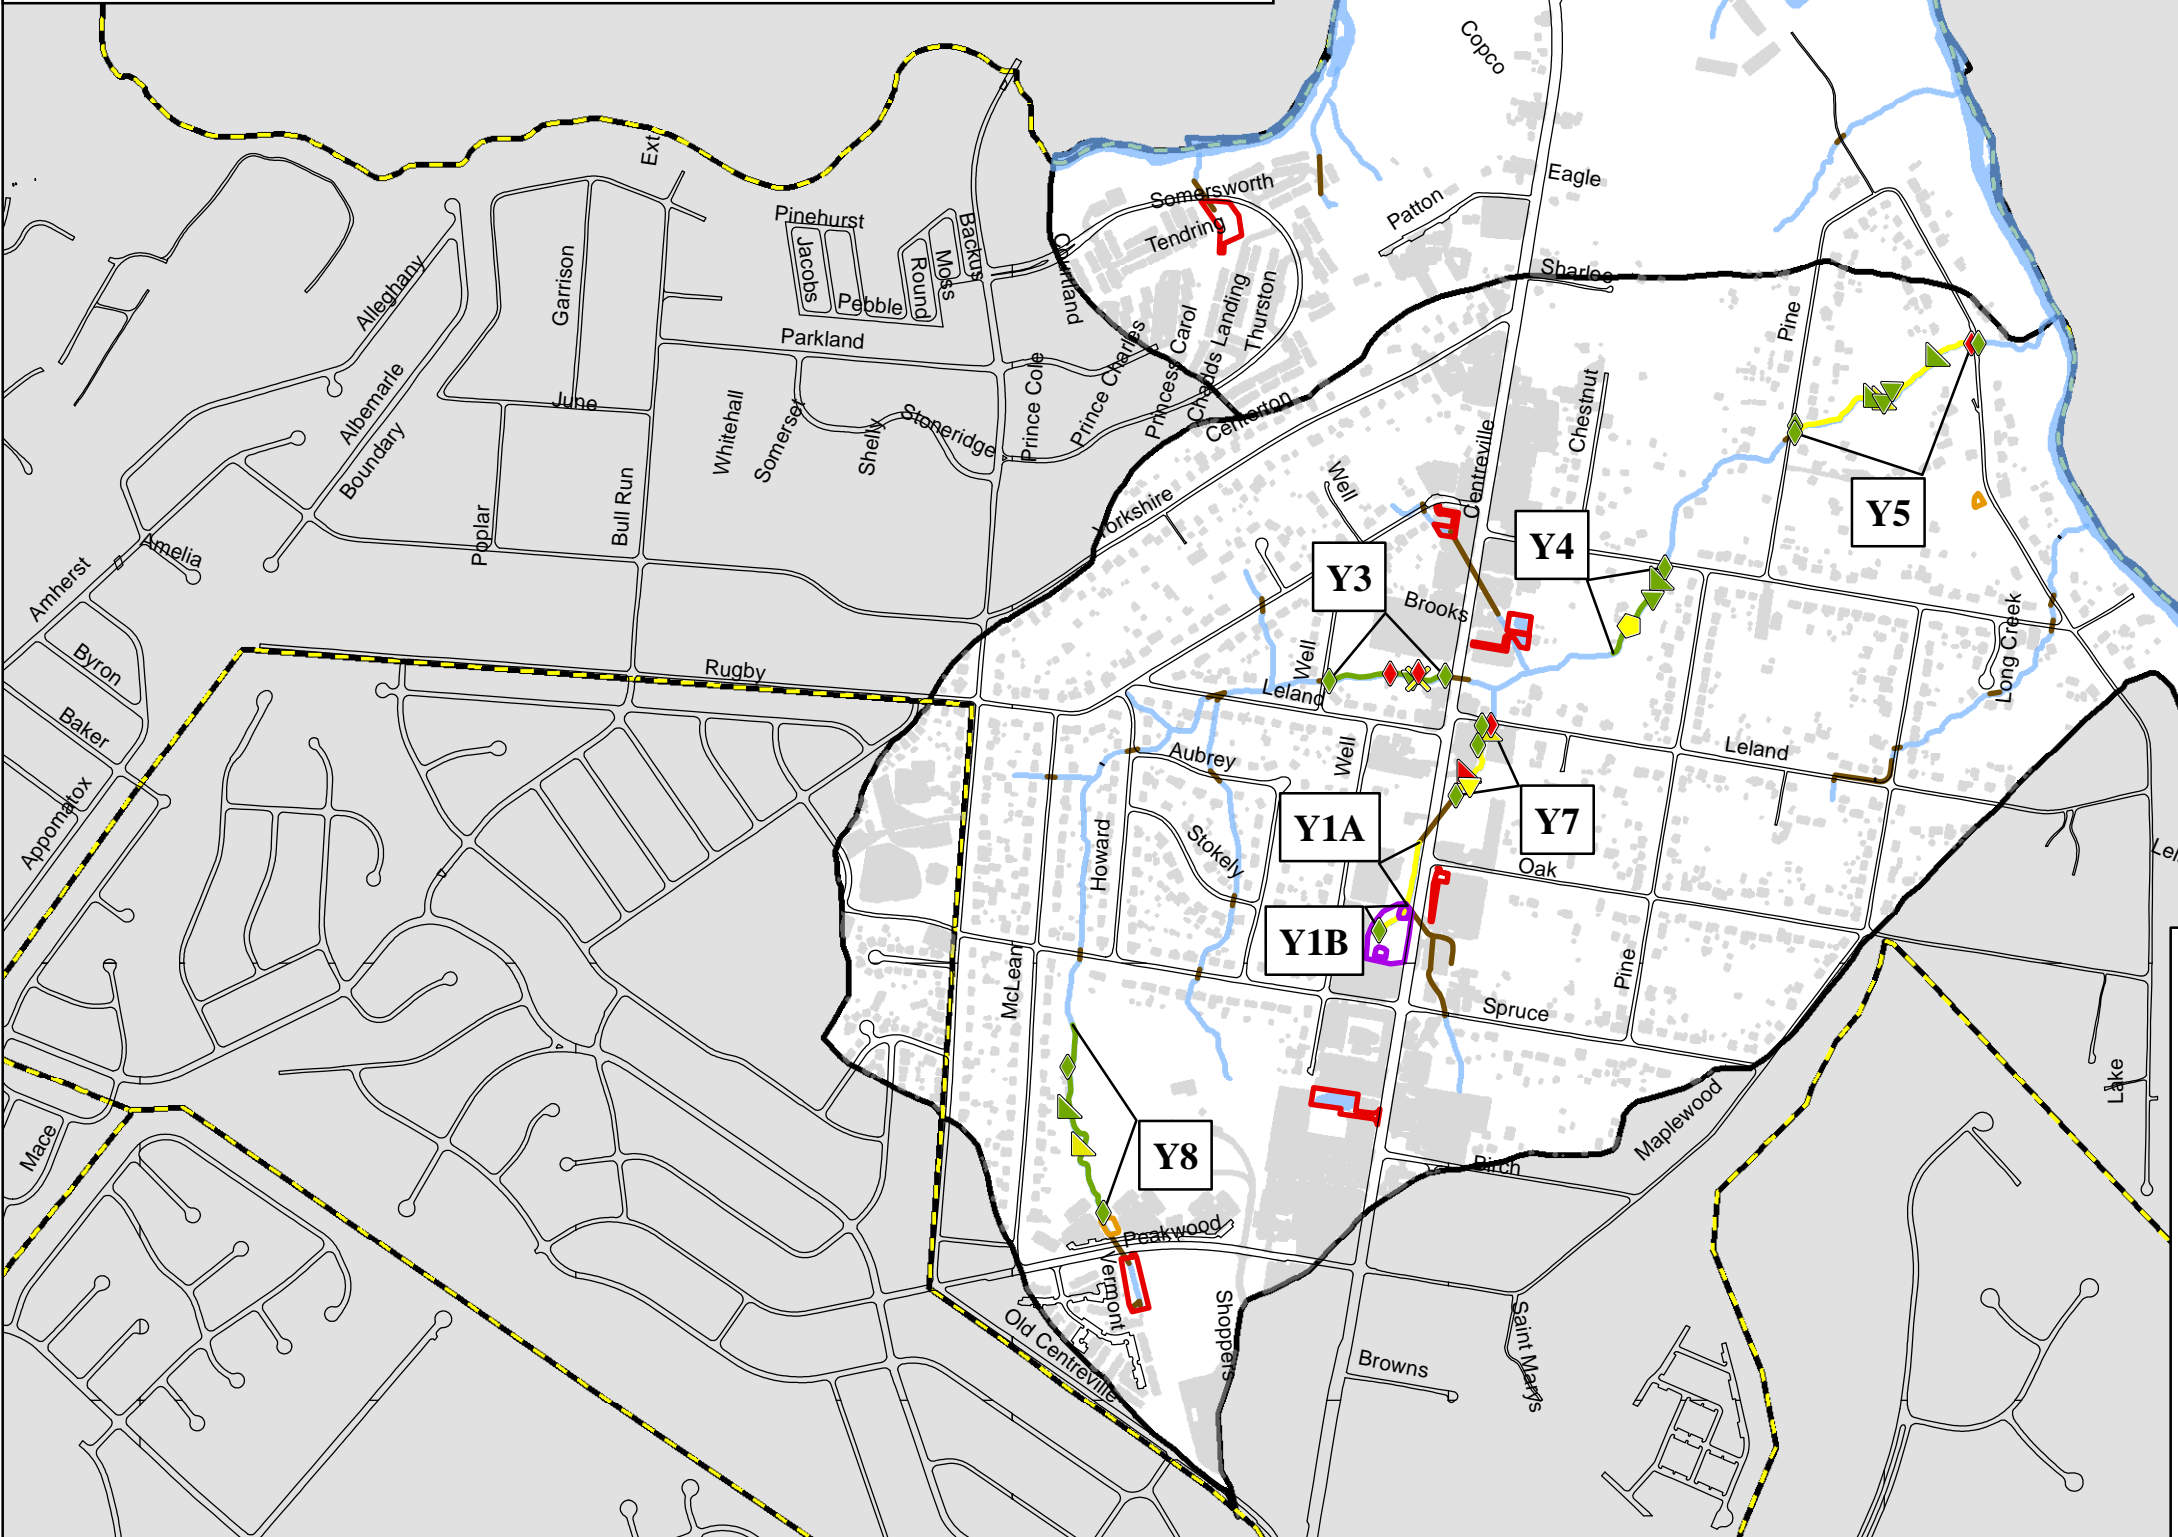 Copco
Ext
Eagle
Somersworth
Patton
Pinehurst
Tendring
Backus
Jacobs
Round
Moss
Courtland
Sharlee
Alleghany
Garrison
Pebble
Pine
Parkland
Prince Charles
Princess Carol
Chadds Landing
Thurston
Albemarle
June
Whitehall
Somerset
Shelly
Stoneridge
Prince Cole
Centerton
Chestnut
Boundary
Well
Centreville
Y5
Yorkshire
Poplar
Bull Run
Y4
Amelia
Y3
Amherst
Brooks
Long Creek
Byron
Rugby
Well
Leland
Baker
Aubrey
Well
Leland
Appomatox
Y1A
Y7
Howard
Stokely
Oak
Lel
Y1B
McLean
Pine
Spruce
Lake
Mace
Maplewood
Y8
Birch
Peakwood
Vermont
Old Centreville
Shoppers
Saint Marys
Browns